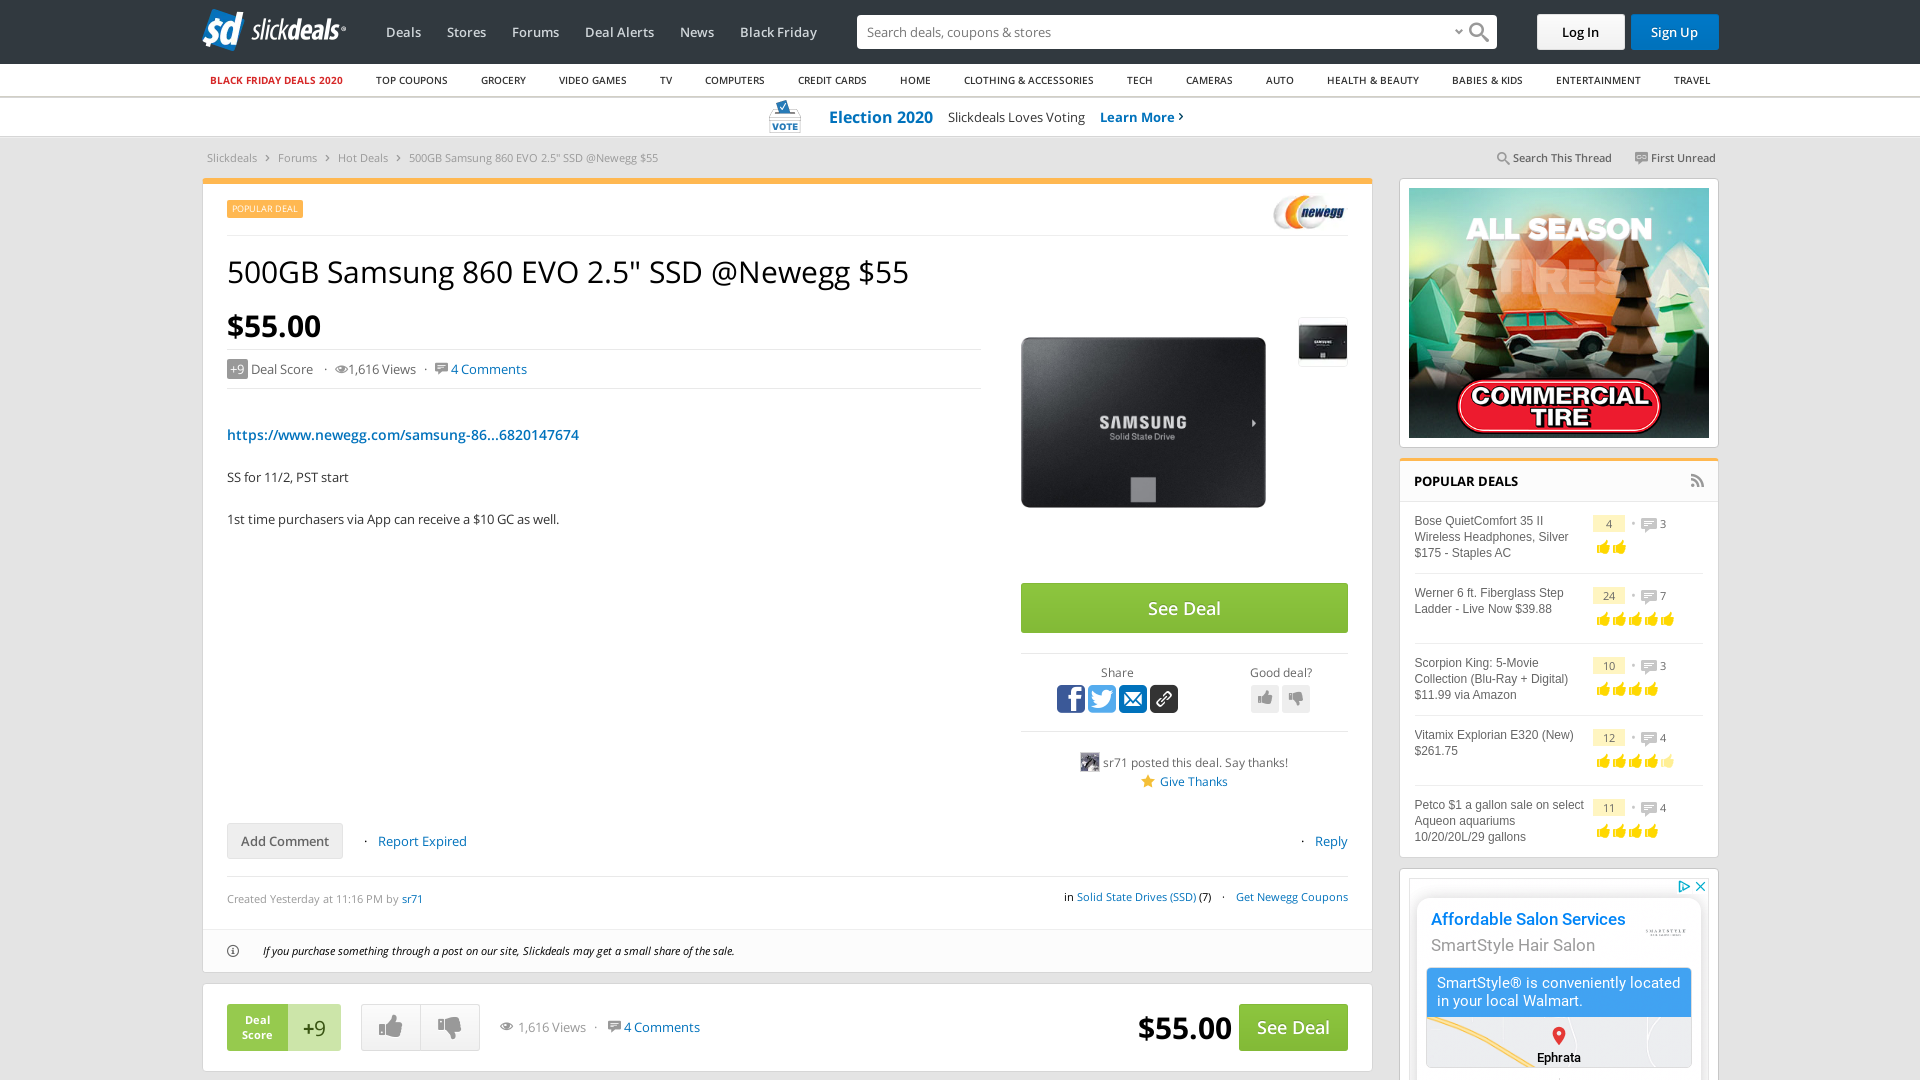 sd slickdeals
Deals
Stores
Forums
Deal Alerts
News
Black Friday
Search deals, coupons & stores
Log In
Sign Up
BLACK FRIDAY DEALS 2020
TOP COUPONS
GROCERY
VIDEO GAMES
TV
COMPUTERS
CREDIT CARDS
HOME
CLOTHING & ACCESSORIES
TECH
CAMERAS
AUTO
HEALTH & BEAUTY
BABIES & KIDS
ENTERTAINMENT
TRAVEL
VOTE
Election 2020 Slickdeals Loves Voting Learn More
Slickdeals > Forums > Hot Deals > 500GB Samsung 860 EVO 2.5" SSD @Newegg $55
Search This Thread
First Unread
POPULAR DEAL
newegg
500GB Samsung 860 EVO 2.5" SSD @Newegg $55
$55.00
+9 Deal Score · 1,616 Views · 4 Comments
https://www.newegg.com/samsung-86...6820147674
SS for 11/2, PST start
1st time purchasers via App can receive a $10 GC as well.
SAMSUNG
Solid State Drive
SAMSUNG
See Deal
Share
Good deal?
sr71 posted this deal. Say thanks!
Give Thanks
Add Comment
· Report Expired
· Reply
Created Yesterday at 11:16 PM by sr71
in Solid State Drives (SSD) (7) · Get Newegg Coupons
If you purchase something through a post on our site, Slickdeals may get a small share of the sale.
Deal
Score
+9
1,616 Views · 4 Comments
$55.00
See Deal
ALL SEASON
TIRES
COMMERCIAL
TIRE
POPULAR DEALS
Bose QuietComfort 35 II
Wireless Headphones, Silver
$175 - Staples AC
4 • 3
Werner 6 ft. Fiberglass Step
Ladder - Live Now $39.88
24 • 7
Scorpion King: 5-Movie
Collection (Blu-Ray + Digital)
$11.99 via Amazon
10 • 3
Vitamix Explorian E320 (New)
$261.75
12 • 4
Petco $1 a gallon sale on select
Aqueon aquariums
10/20/20L/29 gallons
11 • 4
Affordable Salon Services
SmartStyle Hair Salon
SMARTSTYLE
SmartStyle® is conveniently located
in your local Walmart.
Ephrata